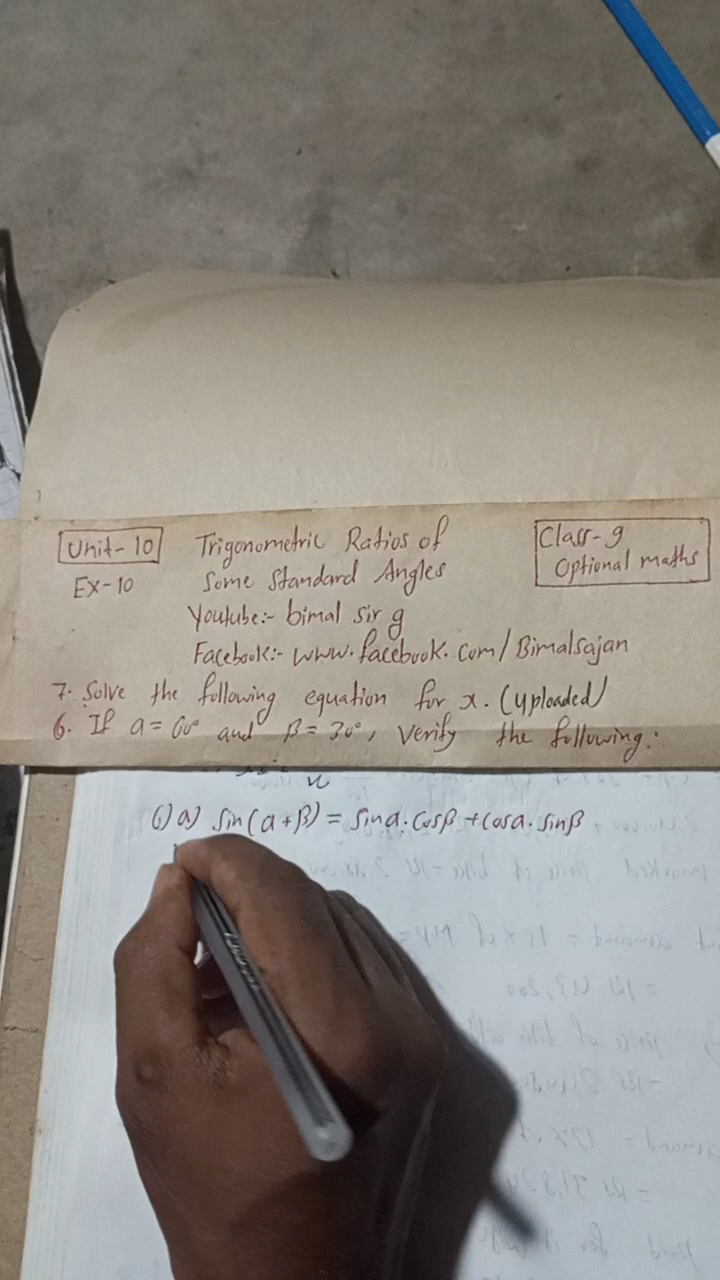 Unit-10
Trigonometric Ratios of
Class-9
EX-10
Some Standard Angles
Optional maths
Youtube:- bimal sir g
Facebook:- www.facebook.com/Bimalsajan
7. Solve the following equation for x. (uploaded)
6. If α = 60° and β = 30°, Verify the following:
6) a) Sin(α+β) = Sinα.Cosβ + Cosα.Sinβ